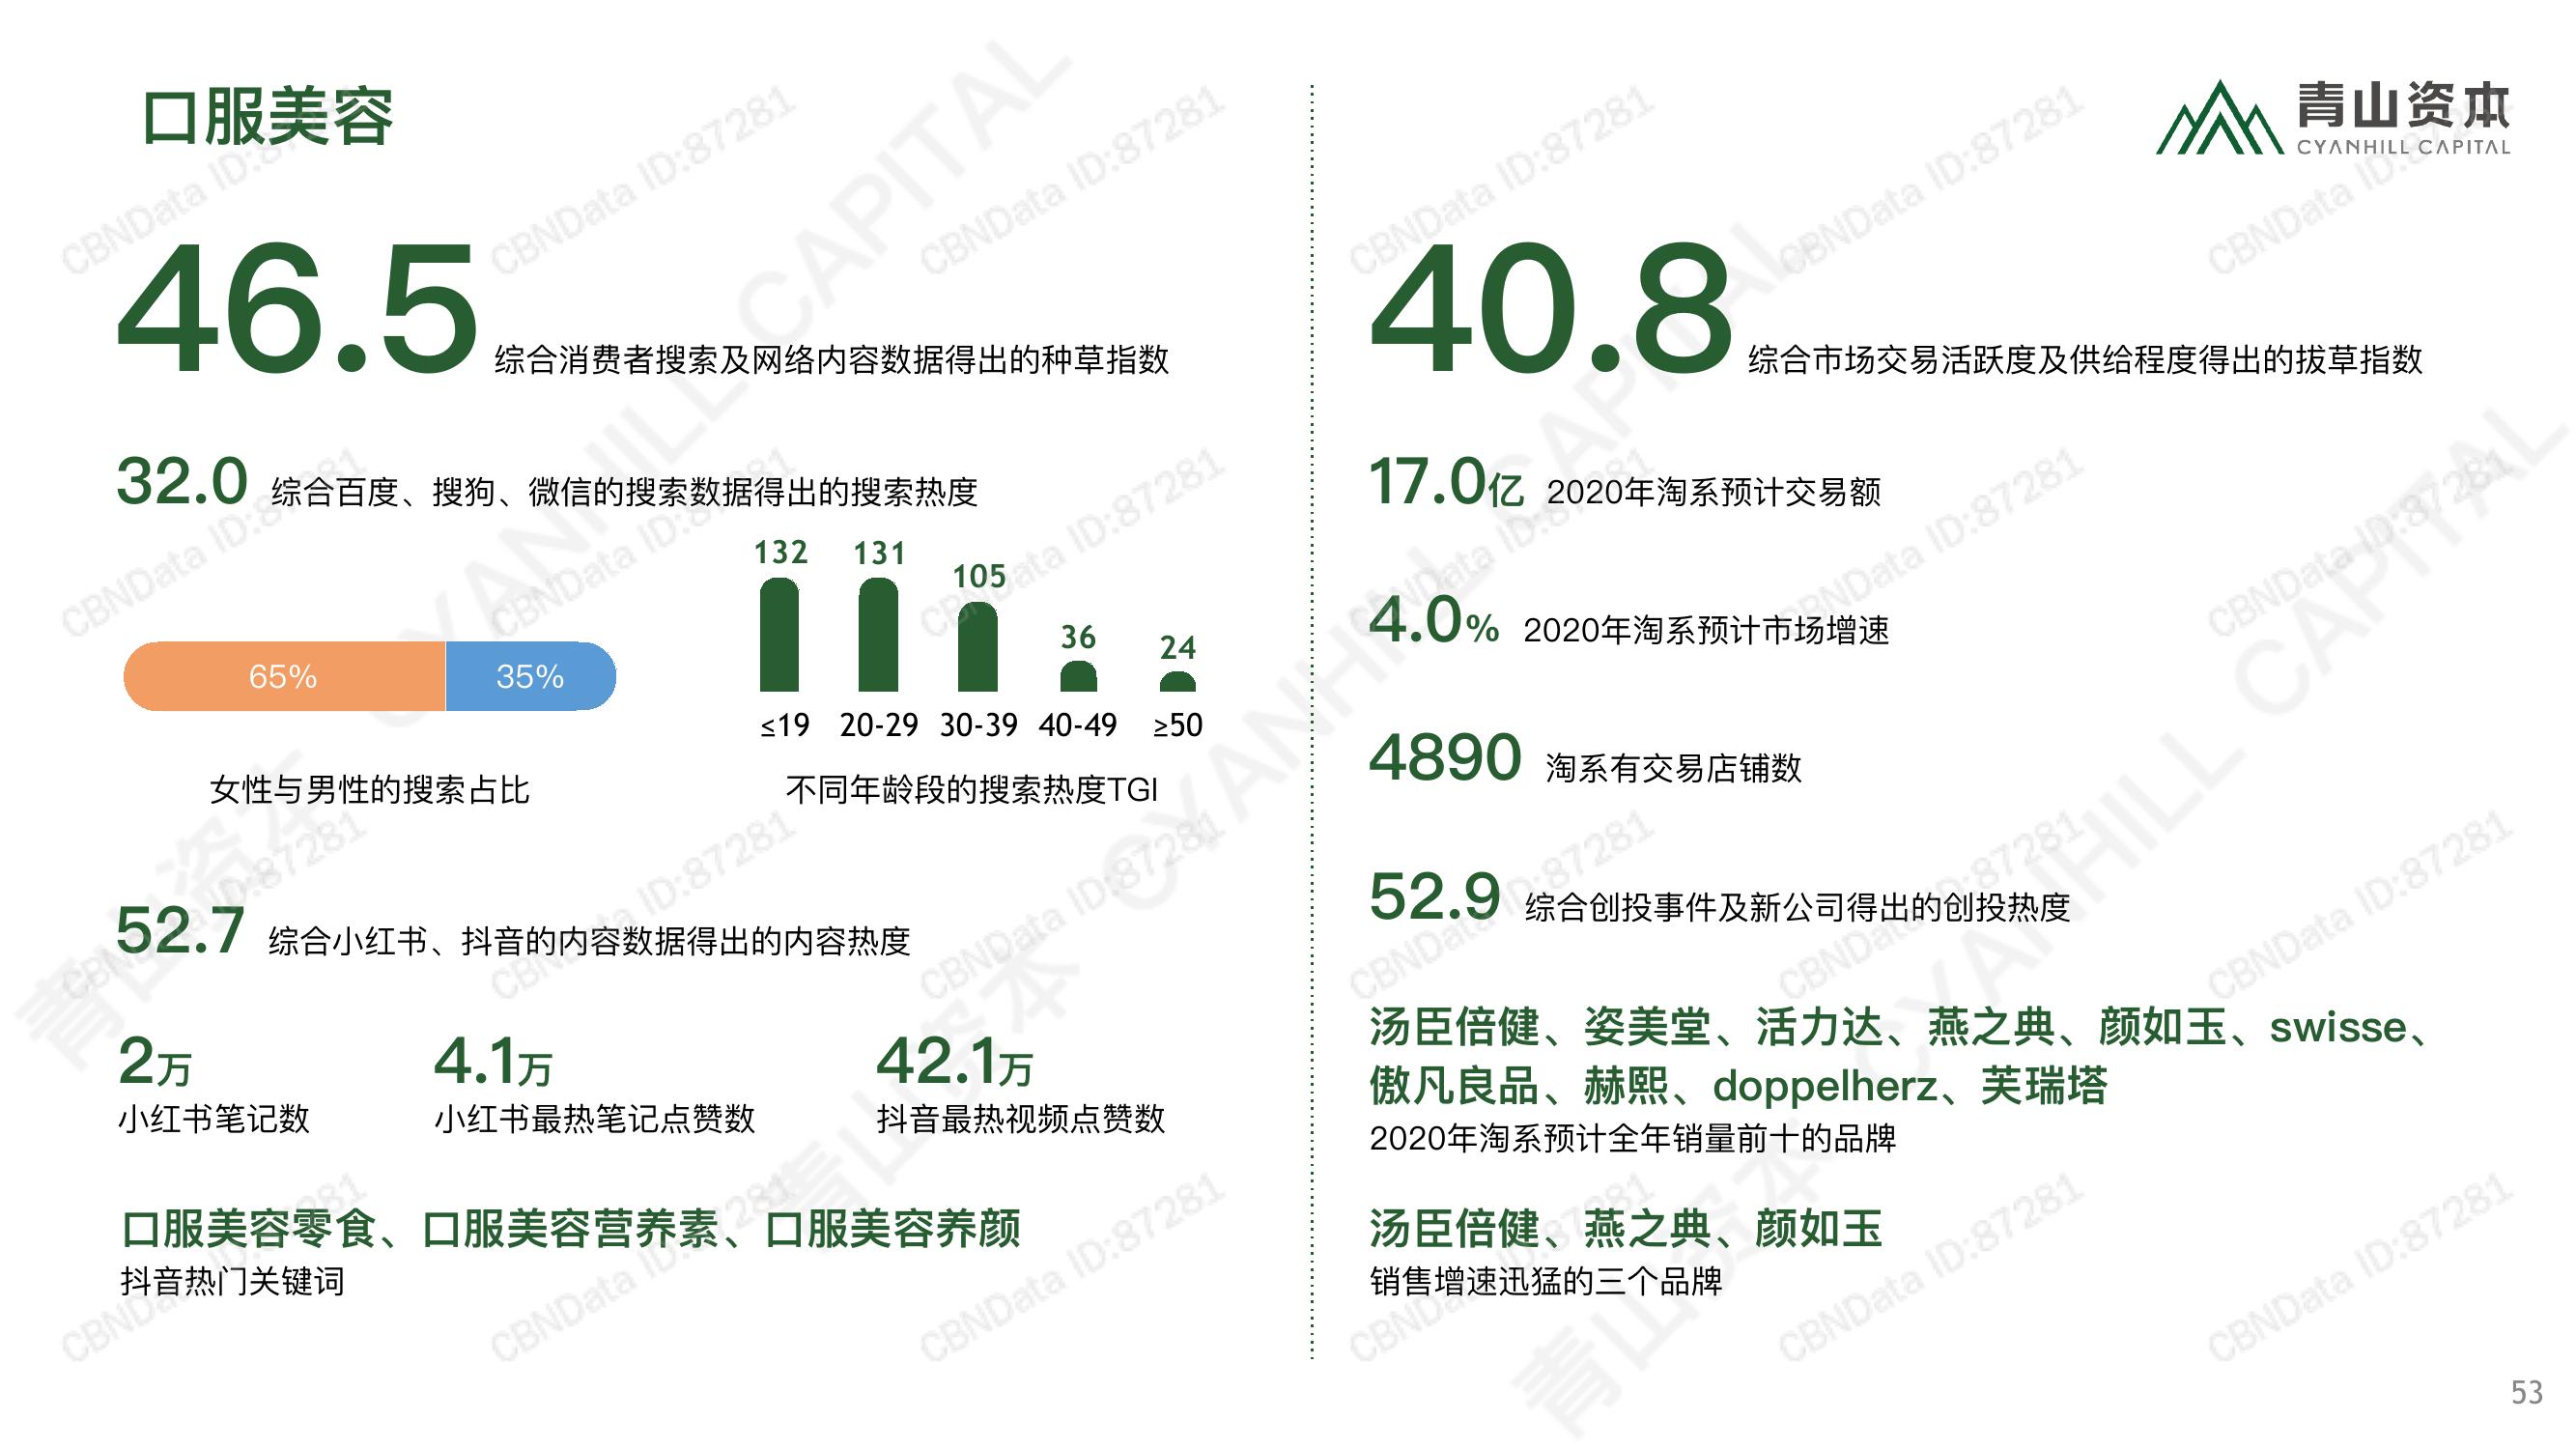 口服美容
青山资本
CYANHILL CAPITAL
46.5 综合消费者搜索及网络内容数据得出的种草指数
32.0 综合百度、搜狗、微信的搜索数据得出的搜索热度
65% 35%
女性与男性的搜索占比
132 131 105 36 24
≤19 20-29 30-39 40-49 ≥50
不同年龄段的搜索热度TGI
52.7 综合小红书、抖音的内容数据得出的内容热度
2万 4.1万 42.1万
小红书笔记数 小红书最热笔记点赞数 抖音最热视频点赞数
口服美容零食、口服美容营养素、口服美容养颜
抖音热门关键词
40.8 综合市场交易活跃度及供给程度得出的拔草指数
17.0亿 2020年淘系预计交易额
4.0% 2020年淘系预计市场增速
4890 淘系有交易店铺数
52.9 综合创投事件及新公司得出的创投热度
汤臣倍健、姿美堂、活力达、燕之典、颜如玉、swisse、
傲凡良品、赫熙、doppelherz、芙瑞塔
2020年淘系预计全年销量前十的品牌
汤臣倍健、燕之典、颜如玉
销售增速迅猛的三个品牌
53
青山资本 CYANHILL CAPITAL
CBNData ID:87281